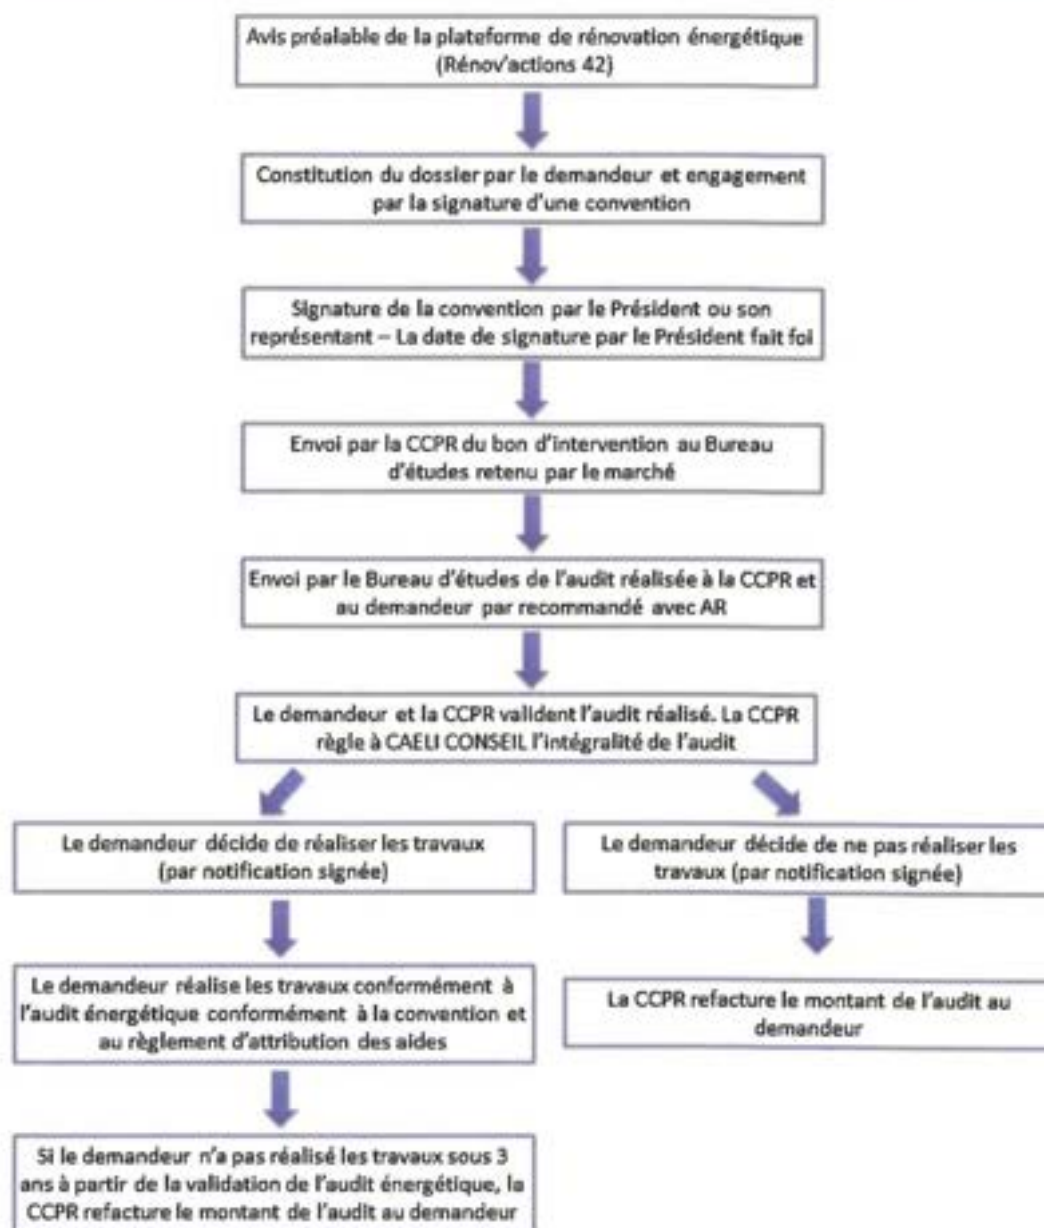 Avis préalable de la plateforme de rénovation énergétique
(Rénov'actions 42)
Constitution du dossier par le demandeur et engagement
par la signature d'une convention
Signature de la convention par le Président ou son
représentant – La date de signature par le Président fait foi
Envoi par la CCPR du bon d'intervention au Bureau
d'études retenu par le marché
Envoi par le Bureau d'études de l'audit réalisée à la CCPR et
au demandeur par recommandé avec AR
Le demandeur et la CCPR valident l'audit réalisé. La CCPR
règle à CAELI CONSEIL l'intégralité de l'audit
Le demandeur décide de réaliser les travaux
(par notification signée)
Le demandeur réalise les travaux conformément à
l'audit énergétique conformément à la convention et
au règlement d'attribution des aides
Si le demandeur n'a pas réalisé les travaux sous 3
ans à partir de la validation de l'audit énergétique, la
CCPR refacture le montant de l'audit au demandeur
Le demandeur décide de ne pas réaliser les
travaux (par notification signée)
La CCPR refacture le montant de l'audit au
demandeur